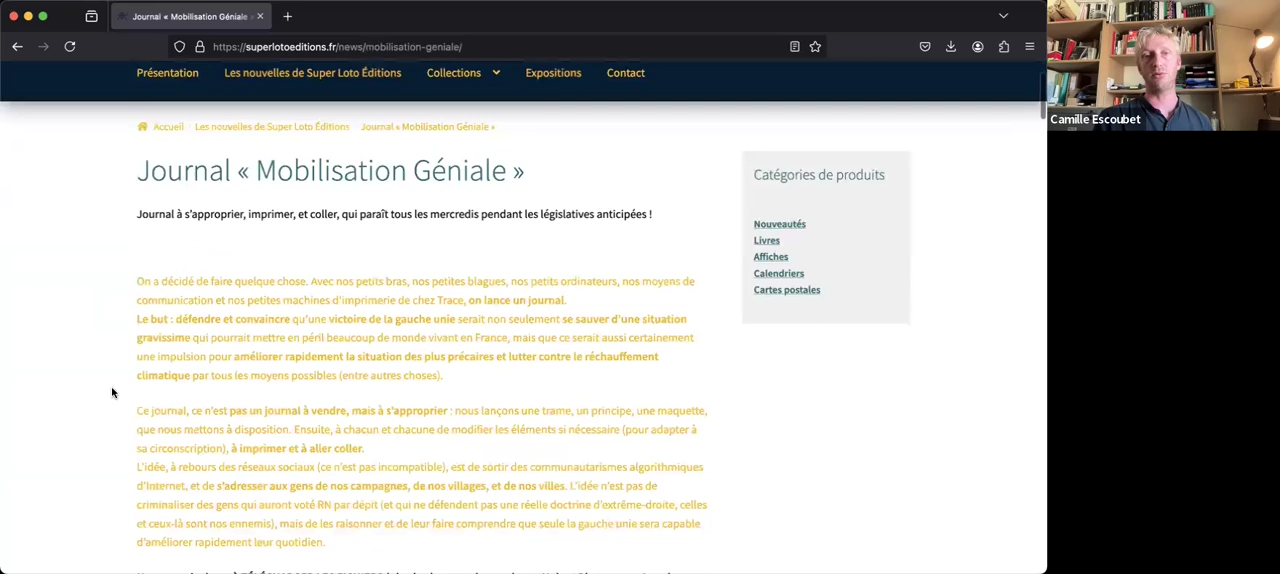 Journal « Mobilisation Géniale »
https://superlotoeditions.fr/news/mobilisation-geniale/
Présentation
Les nouvelles de Super Loto Éditions
Collections
Expositions
Contact
Camille Escoubet
Accueil
Les nouvelles de Super Loto Éditions
Journal « Mobilisation Géniale »
Journal « Mobilisation Géniale »
Journal à s’approprier, imprimer, et coller, qui paraît tous les mercredis pendant les législatives anticipées !
On a décidé de faire quelque chose. Avec nos petits bras, nos petites blagues, nos petits ordinateurs, nos moyens de
communication et nos petites machines d’imprimerie de chez Trace, on lance un journal.
Le but : défendre et convaincre qu’une victoire de la gauche unie serait non seulement se sauver d’une situation
gravissime qui pourrait mettre en péril beaucoup de monde vivant en France, mais que ce serait aussi certainement
une impulsion pour améliorer rapidement la situation des plus précaires et lutter contre le réchauffement
climatique par tous les moyens possibles (entre autres choses).
Ce journal, ce n’est pas un journal à vendre, mais à s’approprier : nous lançons une trame, un principe, une maquette,
que nous mettons à disposition. Ensuite, à chacun et chacune de modifier les éléments si nécessaire (pour adapter à
sa circonscription), à imprimer et à aller coller.
L’idée, à rebours des réseaux sociaux (ce n’est pas incompatible), est de sortir des communautarismes algorithmiques
d’Internet, et de s’adresser aux gens de nos campagnes, de nos villages, et de nos villes. L’idée n’est pas de
criminaliser des gens qui auront voté RN par dépit (et qui ne défendent pas une réelle doctrine d’extrême-droite, celles
et ceux-là sont nos ennemis), mais de les raisonner et de leur faire comprendre que seule la gauche unie sera capable
d’améliorer rapidement leur quotidien.
Catégories de produits
Nouveautés
Livres
Affiches
Calendriers
Cartes postales